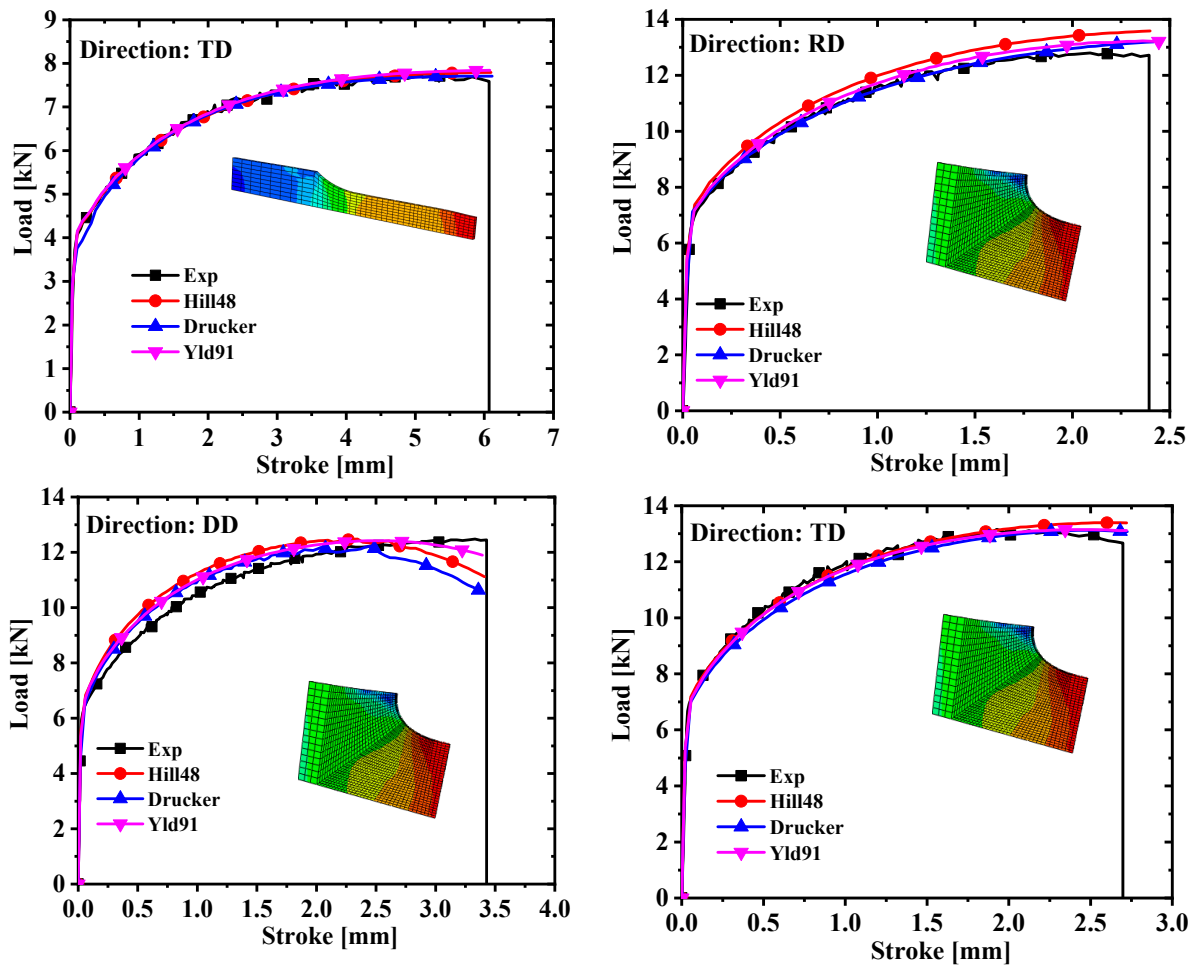 Direction: TD
Load [kN]
9
8
7
6
5
4
3
2
1
0
Exp
Hill48
Drucker
Yld91
0 1 2 3 4 5 6 7
Stroke [mm]
Direction: RD
Load [kN]
14
12
10
8
6
4
2
0
Exp
Hill48
Drucker
Yld91
0.0 0.5 1.0 1.5 2.0 2.5
Stroke [mm]
Direction: DD
Load [kN]
14
12
10
8
6
4
2
0
Exp
Hill48
Drucker
Yld91
0.0 0.5 1.0 1.5 2.0 2.5 3.0 3.5 4.0
Stroke [mm]
Direction: TD
Load [kN]
14
12
10
8
6
4
2
0
Exp
Hill48
Drucker
Yld91
0.0 0.5 1.0 1.5 2.0 2.5 3.0
Stroke [mm]